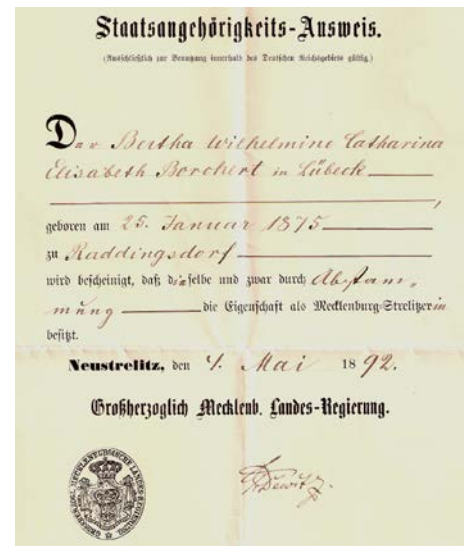 Staatsangehörigkeits-Ausweis.
(Ausschließlich zur Benutzung innerhalb des Deutschen Reichsgebiets gültig.)
Der Bertha Wilhelmine Catharina
Elisabeth Borchert in Lübeck
geboren am 25. Januar 1875
zu Raddingsdorf
wird bescheinigt, daß dieselbe und zwar durch Abstam-
mung die Eigenschaft als Mecklenburg-Strelitzerin
besitzt.
Neustrelitz, den 4. Mai 1892.
Großherzoglich Mecklenb. Landes-Regierung.
Dewitz